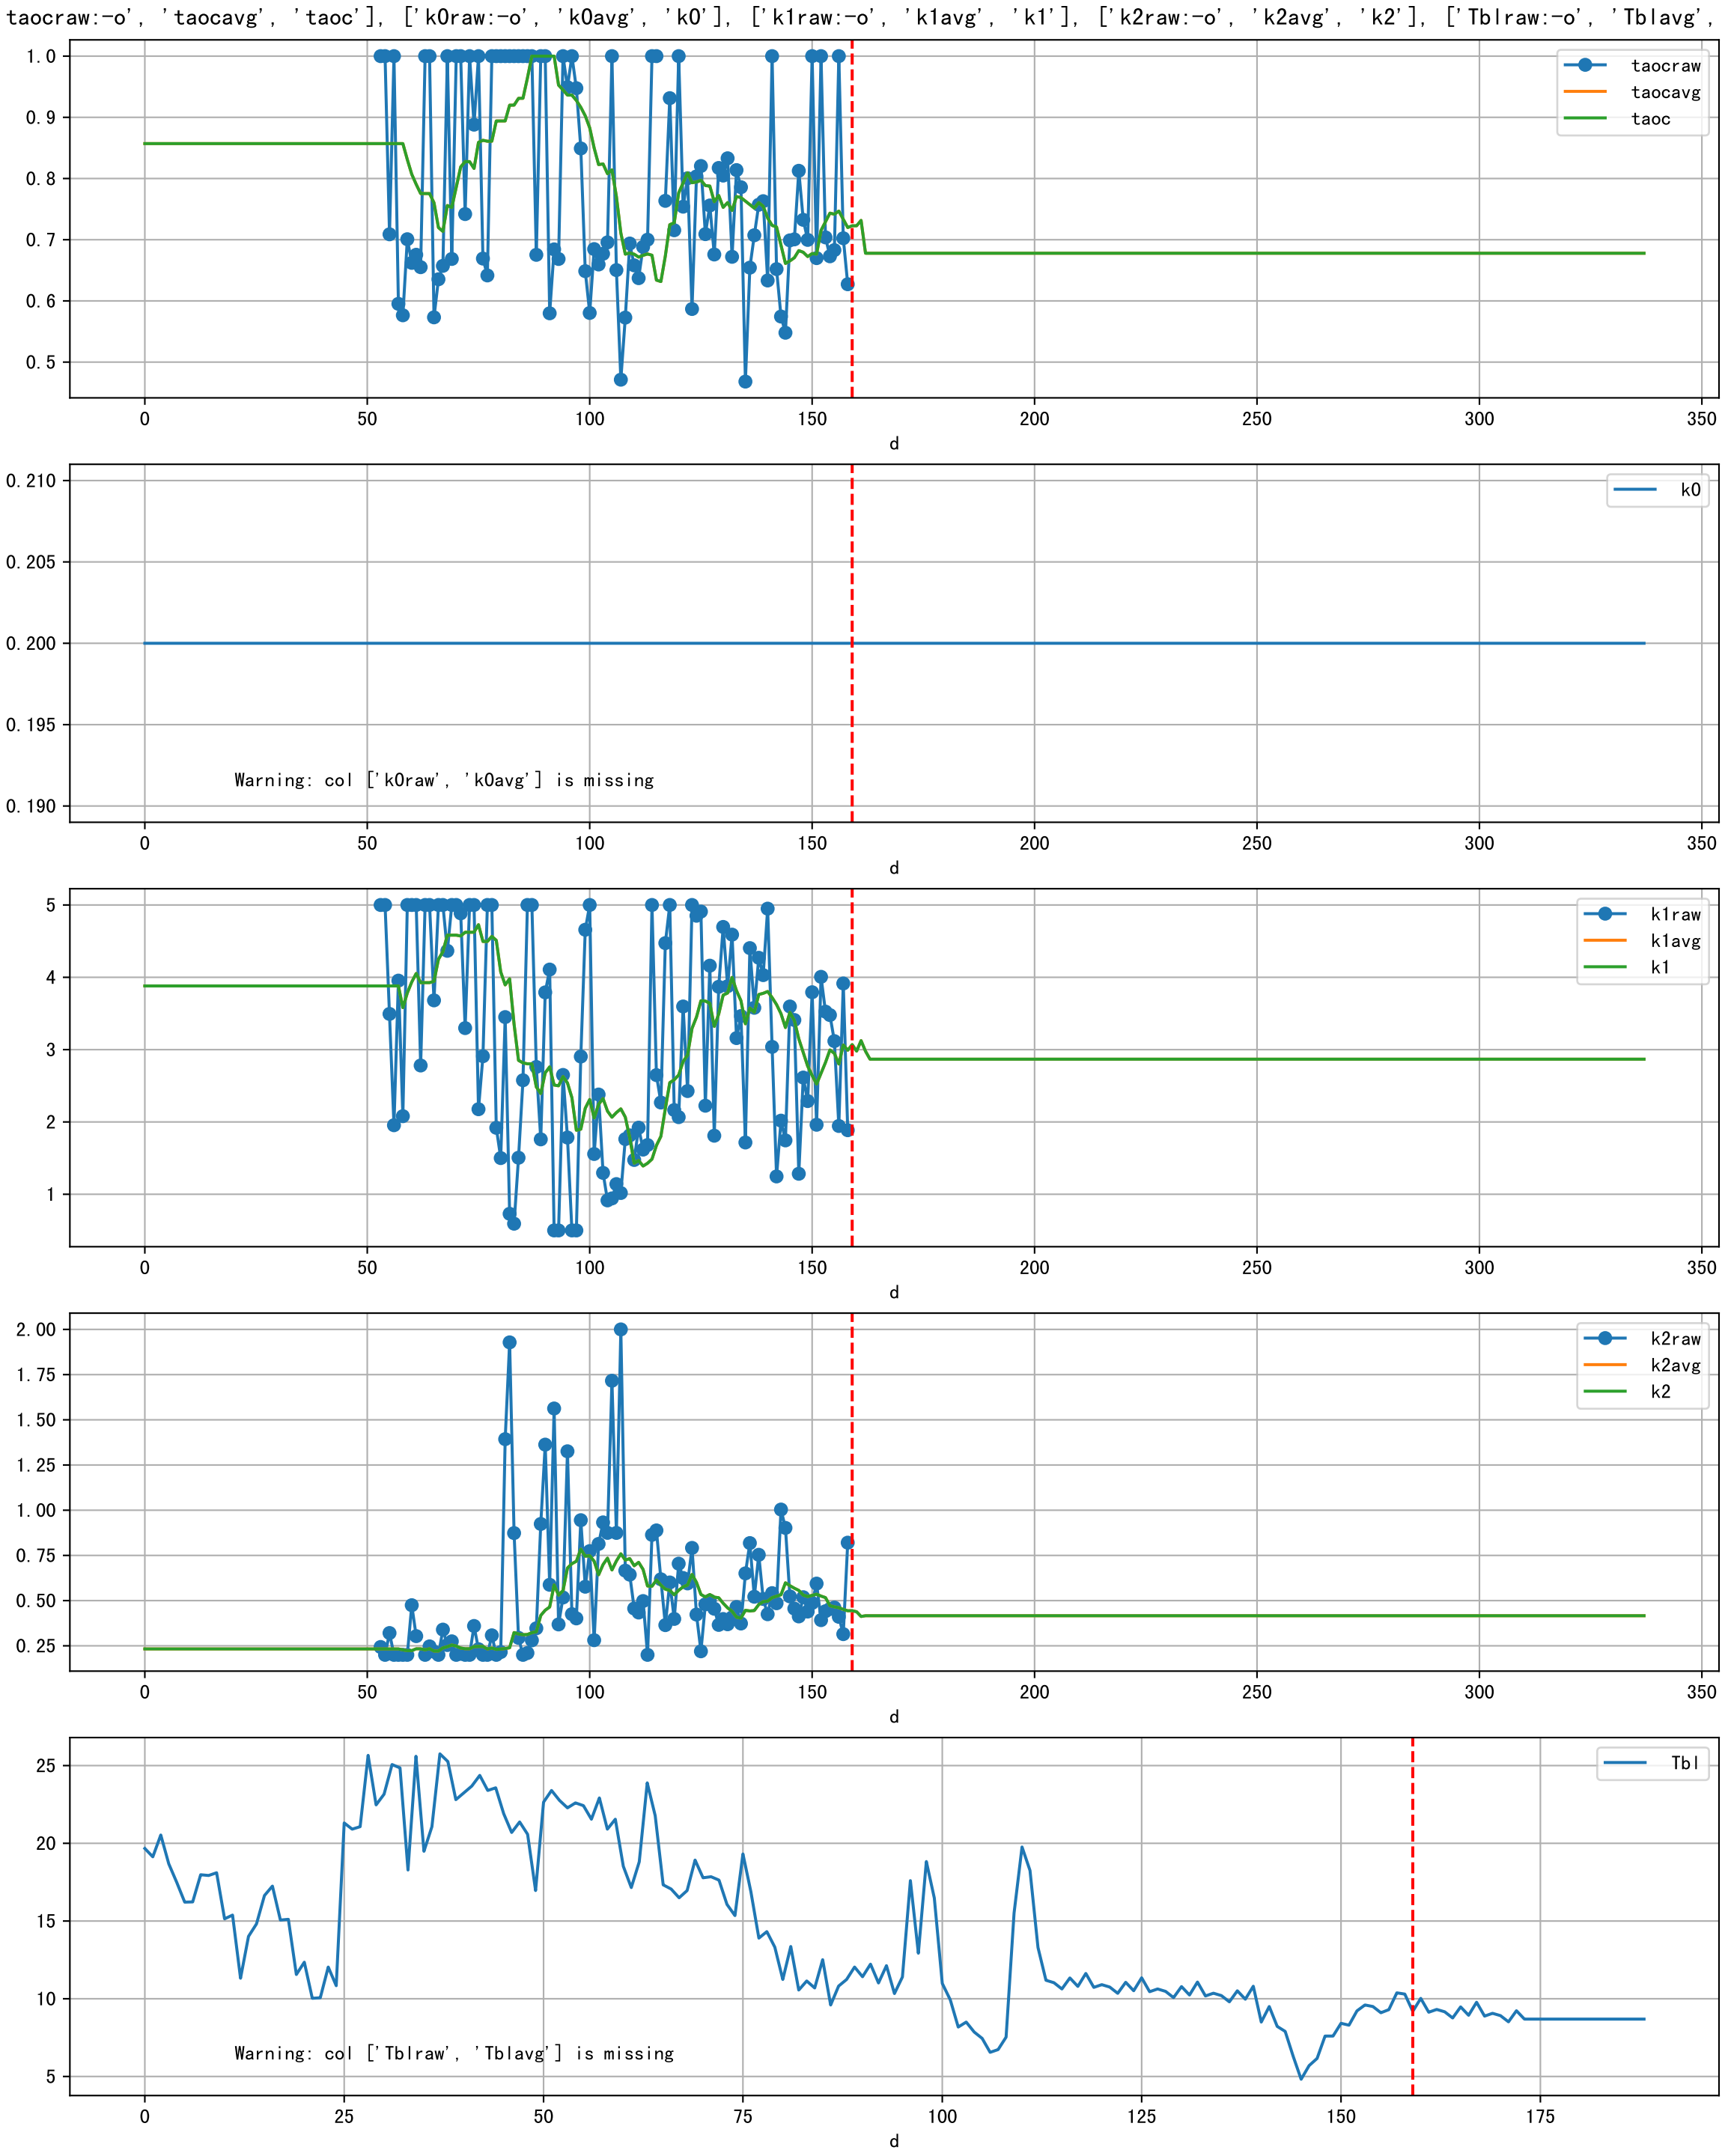 taocraw:-o', 'taocavg', 'taoc'], ['k0raw:-o', 'k0avg', 'k0'], ['k1raw:-o', 'k1avg', 'k1'], ['k2raw:-o', 'k2avg', 'k2'], ['Tblraw:-o', 'Tblavg',
1.0
0.9
0.8
0.7
0.6
0.5
taocraw
taocavg
taoc
0 50 100 150 200 250 300 350
d
0.210
0.205
0.200
0.195
0.190
k0
Warning: col ['k0raw', 'k0avg'] is missing
0 50 100 150 200 250 300 350
d
5
4
3
2
1
k1raw
k1avg
k1
0 50 100 150 200 250 300 350
d
2.00
1.75
1.50
1.25
1.00
0.75
0.50
0.25
k2raw
k2avg
k2
0 50 100 150 200 250 300 350
d
25
20
15
10
5
Tbl
Warning: col ['Tblraw', 'Tblavg'] is missing
0 25 50 75 100 125 150 175
d